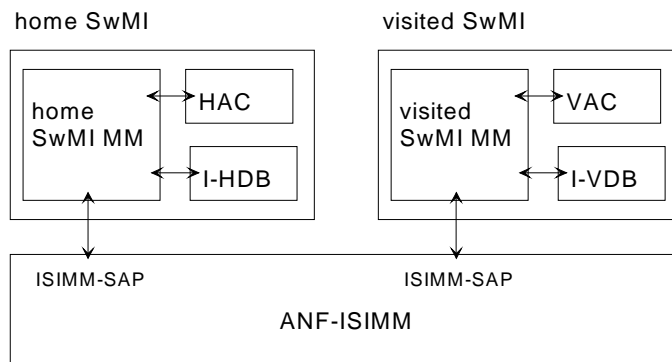 home SwMI
visited SwMI
home
SwMI MM
HAC
I-HDB
visited
SwMI MM
VAC
I-VDB
ISIMM-SAP
ISIMM-SAP
ANF-ISIMM